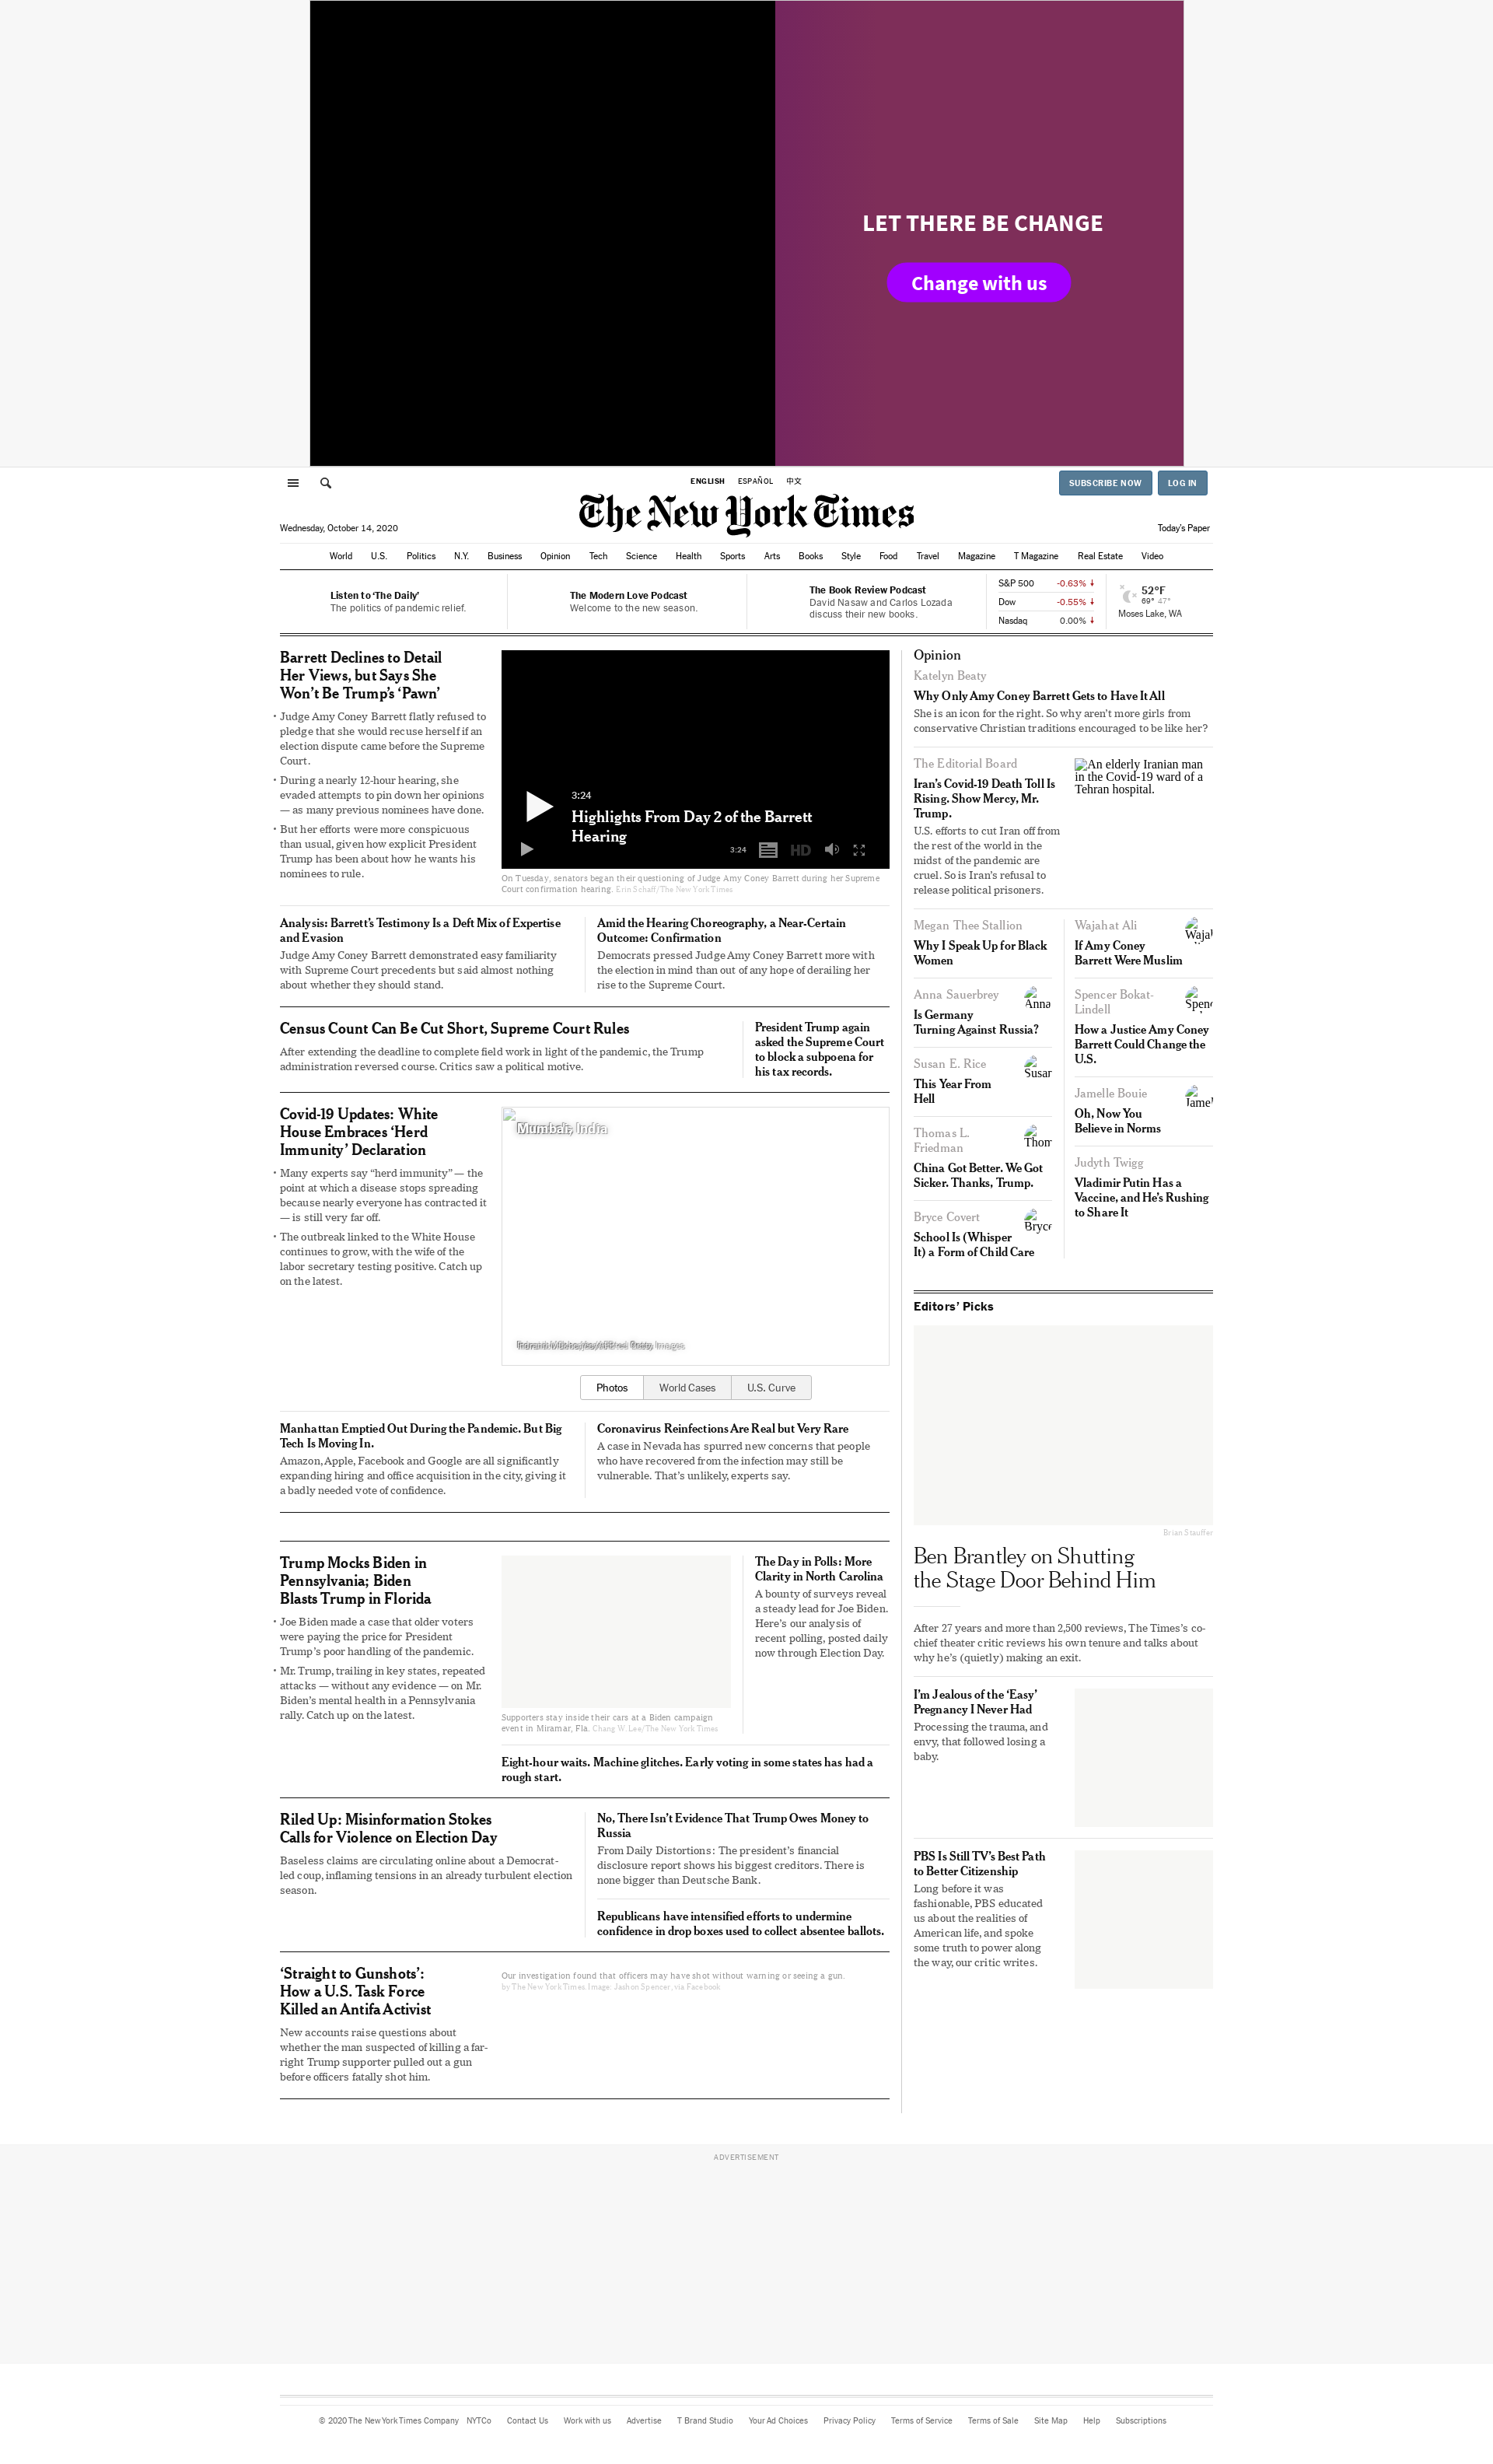 LET THERE BE CHANGE
Change with us
ENGLISH ESPAÑOL 中文
SUBSCRIBE NOW LOG IN
The New York Times
Wednesday, October 14, 2020
Today's Paper
World U.S. Politics N.Y. Business Opinion Tech Science Health Sports Arts Books Style Food Travel Magazine T Magazine Real Estate Video
Listen to ‘The Daily’
The politics of pandemic relief.
The Modern Love Podcast
Welcome to the new season.
The Book Review Podcast
David Nasaw and Carlos Lozada
discuss their new books.
S&P 500 -0.63% ↓
Dow -0.55% ↓
Nasdaq 0.00% ↓
52°F
69° 47°
Moses Lake, WA
Barrett Declines to Detail
Her Views, but Says She
Won’t Be Trump’s ‘Pawn’
• Judge Amy Coney Barrett flatly refused to
pledge that she would recuse herself if an
election dispute came before the Supreme
Court.
• During a nearly 12-hour hearing, she
evaded attempts to pin down her opinions
— as many previous nominees have done.
• But her efforts were more conspicuous
than usual, given how explicit President
Trump has been about how he wants his
nominees to rule.
3:24
Highlights From Day 2 of the Barrett
Hearing
3:24 HD
On Tuesday, senators began their questioning of Judge Amy Coney Barrett during her Supreme
Court confirmation hearing. Erin Schaff/The New York Times
Analysis: Barrett’s Testimony Is a Deft Mix of Expertise
and Evasion
Judge Amy Coney Barrett demonstrated easy familiarity
with Supreme Court precedents but said almost nothing
about whether they should stand.
Amid the Hearing Choreography, a Near-Certain
Outcome: Confirmation
Democrats pressed Judge Amy Coney Barrett more with
the election in mind than out of any hope of derailing her
rise to the Supreme Court.
Census Count Can Be Cut Short, Supreme Court Rules
After extending the deadline to complete field work in light of the pandemic, the Trump
administration reversed course. Critics saw a political motive.
President Trump again
asked the Supreme Court
to block a subpoena for
his tax records.
Covid-19 Updates: White
House Embraces ‘Herd
Immunity’ Declaration
• Many experts say “herd immunity” — the
point at which a disease stops spreading
because nearly everyone has contracted it
— is still very far off.
• The outbreak linked to the White House
continues to grow, with the wife of the
labor secretary testing positive. Catch up
on the latest.
Mumbai, India
Photos World Cases U.S. Curve
Manhattan Emptied Out During the Pandemic. But Big
Tech Is Moving In.
Amazon, Apple, Facebook and Google are all significantly
expanding hiring and office acquisition in the city, giving it
a badly needed vote of confidence.
Coronavirus Reinfections Are Real but Very Rare
A case in Nevada has spurred new concerns that people
who have recovered from the infection may still be
vulnerable. That’s unlikely, experts say.
Trump Mocks Biden in
Pennsylvania; Biden
Blasts Trump in Florida
• Joe Biden made a case that older voters
were paying the price for President
Trump’s poor handling of the pandemic.
• Mr. Trump, trailing in key states, repeated
attacks — without any evidence — on Mr.
Biden’s mental health in a Pennsylvania
rally. Catch up on the latest.
Supporters stay inside their cars at a Biden campaign
event in Miramar, Fla. Chang W. Lee/The New York Times
The Day in Polls: More
Clarity in North Carolina
A bounty of surveys reveal
a steady lead for Joe Biden.
Here’s our analysis of
recent polling, posted daily
now through Election Day.
Eight-hour waits. Machine glitches. Early voting in some states has had a
rough start.
Riled Up: Misinformation Stokes
Calls for Violence on Election Day
Baseless claims are circulating online about a Democrat-
led coup, inflaming tensions in an already turbulent election
season.
No, There Isn’t Evidence That Trump Owes Money to
Russia
From Daily Distortions: The president’s financial
disclosure report shows his biggest creditors. There is
none bigger than Deutsche Bank.
Republicans have intensified efforts to undermine
confidence in drop boxes used to collect absentee ballots.
‘Straight to Gunshots’:
How a U.S. Task Force
Killed an Antifa Activist
New accounts raise questions about
whether the man suspected of killing a far-
right Trump supporter pulled out a gun
before officers fatally shot him.
Our investigation found that officers may have shot without warning or seeing a gun.
by The New York Times. Image: Jashon Spencer, via Facebook
Opinion
Katelyn Beaty
Why Only Amy Coney Barrett Gets to Have It All
She is an icon for the right. So why aren’t more girls from
conservative Christian traditions encouraged to be like her?
The Editorial Board
Iran’s Covid-19 Death Toll Is
Rising. Show Mercy, Mr.
Trump.
U.S. efforts to cut Iran off from
the rest of the world in the
midst of the pandemic are
cruel. So is Iran’s refusal to
release political prisoners.
An elderly Iranian man
in the Covid-19 ward of a
Tehran hospital.
Megan Thee Stallion
Why I Speak Up for Black
Women
Anna Sauerbrey
Anna
Is Germany
Turning Against Russia?
Susan E. Rice
Susan
This Year From
Hell
Thomas L.
Friedman
Thom
China Got Better. We Got
Sicker. Thanks, Trump.
Bryce Covert
Bryce
School Is (Whisper
It) a Form of Child Care
Wajahat Ali
If Amy Coney
Barrett Were Muslim
Spencer Bokat-
Lindell
How a Justice Amy Coney
Barrett Could Change the
U.S.
Jamelle Bouie
Oh, Now You
Believe in Norms
Judyth Twigg
Vladimir Putin Has a
Vaccine, and He’s Rushing
to Share It
Editors’ Picks
Brian Stauffer
Ben Brantley on Shutting
the Stage Door Behind Him
After 27 years and more than 2,500 reviews, The Times’s co-
chief theater critic reviews his own tenure and talks about
why he’s (quietly) making an exit.
I’m Jealous of the ‘Easy’
Pregnancy I Never Had
Processing the trauma, and
envy, that followed losing a
baby.
PBS Is Still TV’s Best Path
to Better Citizenship
Long before it was
fashionable, PBS educated
us about the realities of
American life, and spoke
some truth to power along
the way, our critic writes.
ADVERTISEMENT
© 2020 The New York Times Company NYTCo Contact Us Work with us Advertise T Brand Studio Your Ad Choices Privacy Policy Terms of Service Terms of Sale Site Map Help Subscriptions